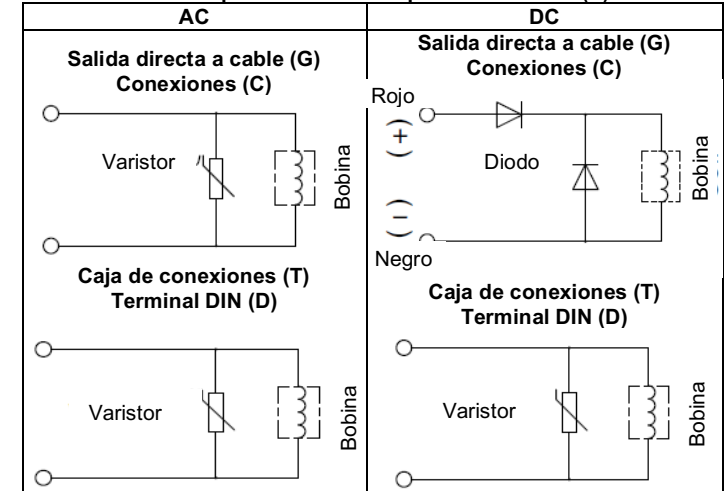 AC
Salida directa a cable (G)
Conexiones (C)
Varistor
Bobina
Caja de conexiones (T)
Terminal DIN (D)
Varistor
Bobina
DC
Salida directa a cable (G)
Conexiones (C)
Rojo
(+)
Diodo
Bobina
(−)
Negro
Caja de conexiones (T)
Terminal DIN (D)
Varistor
Bobina